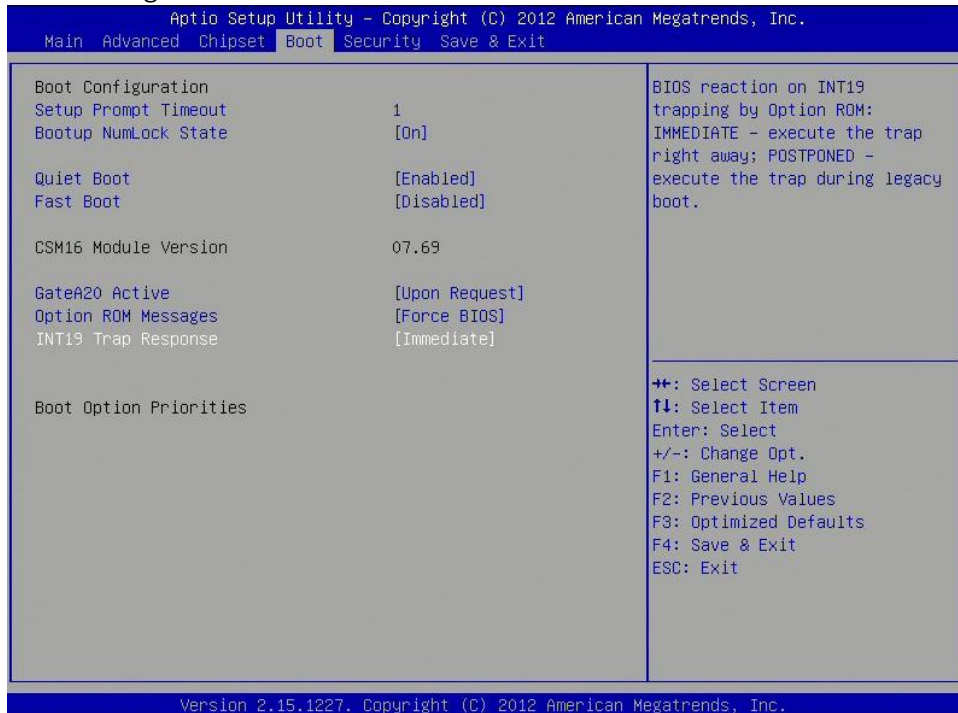 Aptio Setup Utility – Copyright (C) 2012 American Megatrends, Inc.
Main Advanced Chipset Boot Security Save & Exit
Boot Configuration
Setup Prompt Timeout 1
Bootup NumLock State [On]
Quiet Boot [Enabled]
Fast Boot [Disabled]
CSM16 Module Version 07.69
GateA20 Active [Upon Request]
Option ROM Messages [Force BIOS]
INT19 Trap Response [Immediate]
Boot Option Priorities
BIOS reaction on INT19
trapping by Option ROM:
IMMEDIATE – execute the trap
right away; POSTPONED –
execute the trap during legacy
boot.
→←: Select Screen
↑↓: Select Item
Enter: Select
+/-: Change Opt.
F1: General Help
F2: Previous Values
F3: Optimized Defaults
F4: Save & Exit
ESC: Exit
Version 2.15.1227. Copyright (C) 2012 American Megatrends, Inc.